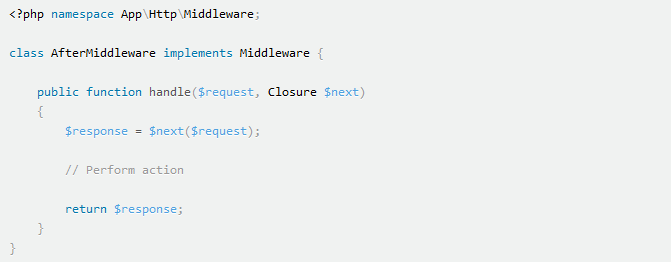 <?php namespace App\Http\Middleware;
class AfterMiddleware implements Middleware {
public function handle($request, Closure $next)
{
$response = $next($request);
// Perform action
return $response;
}
}